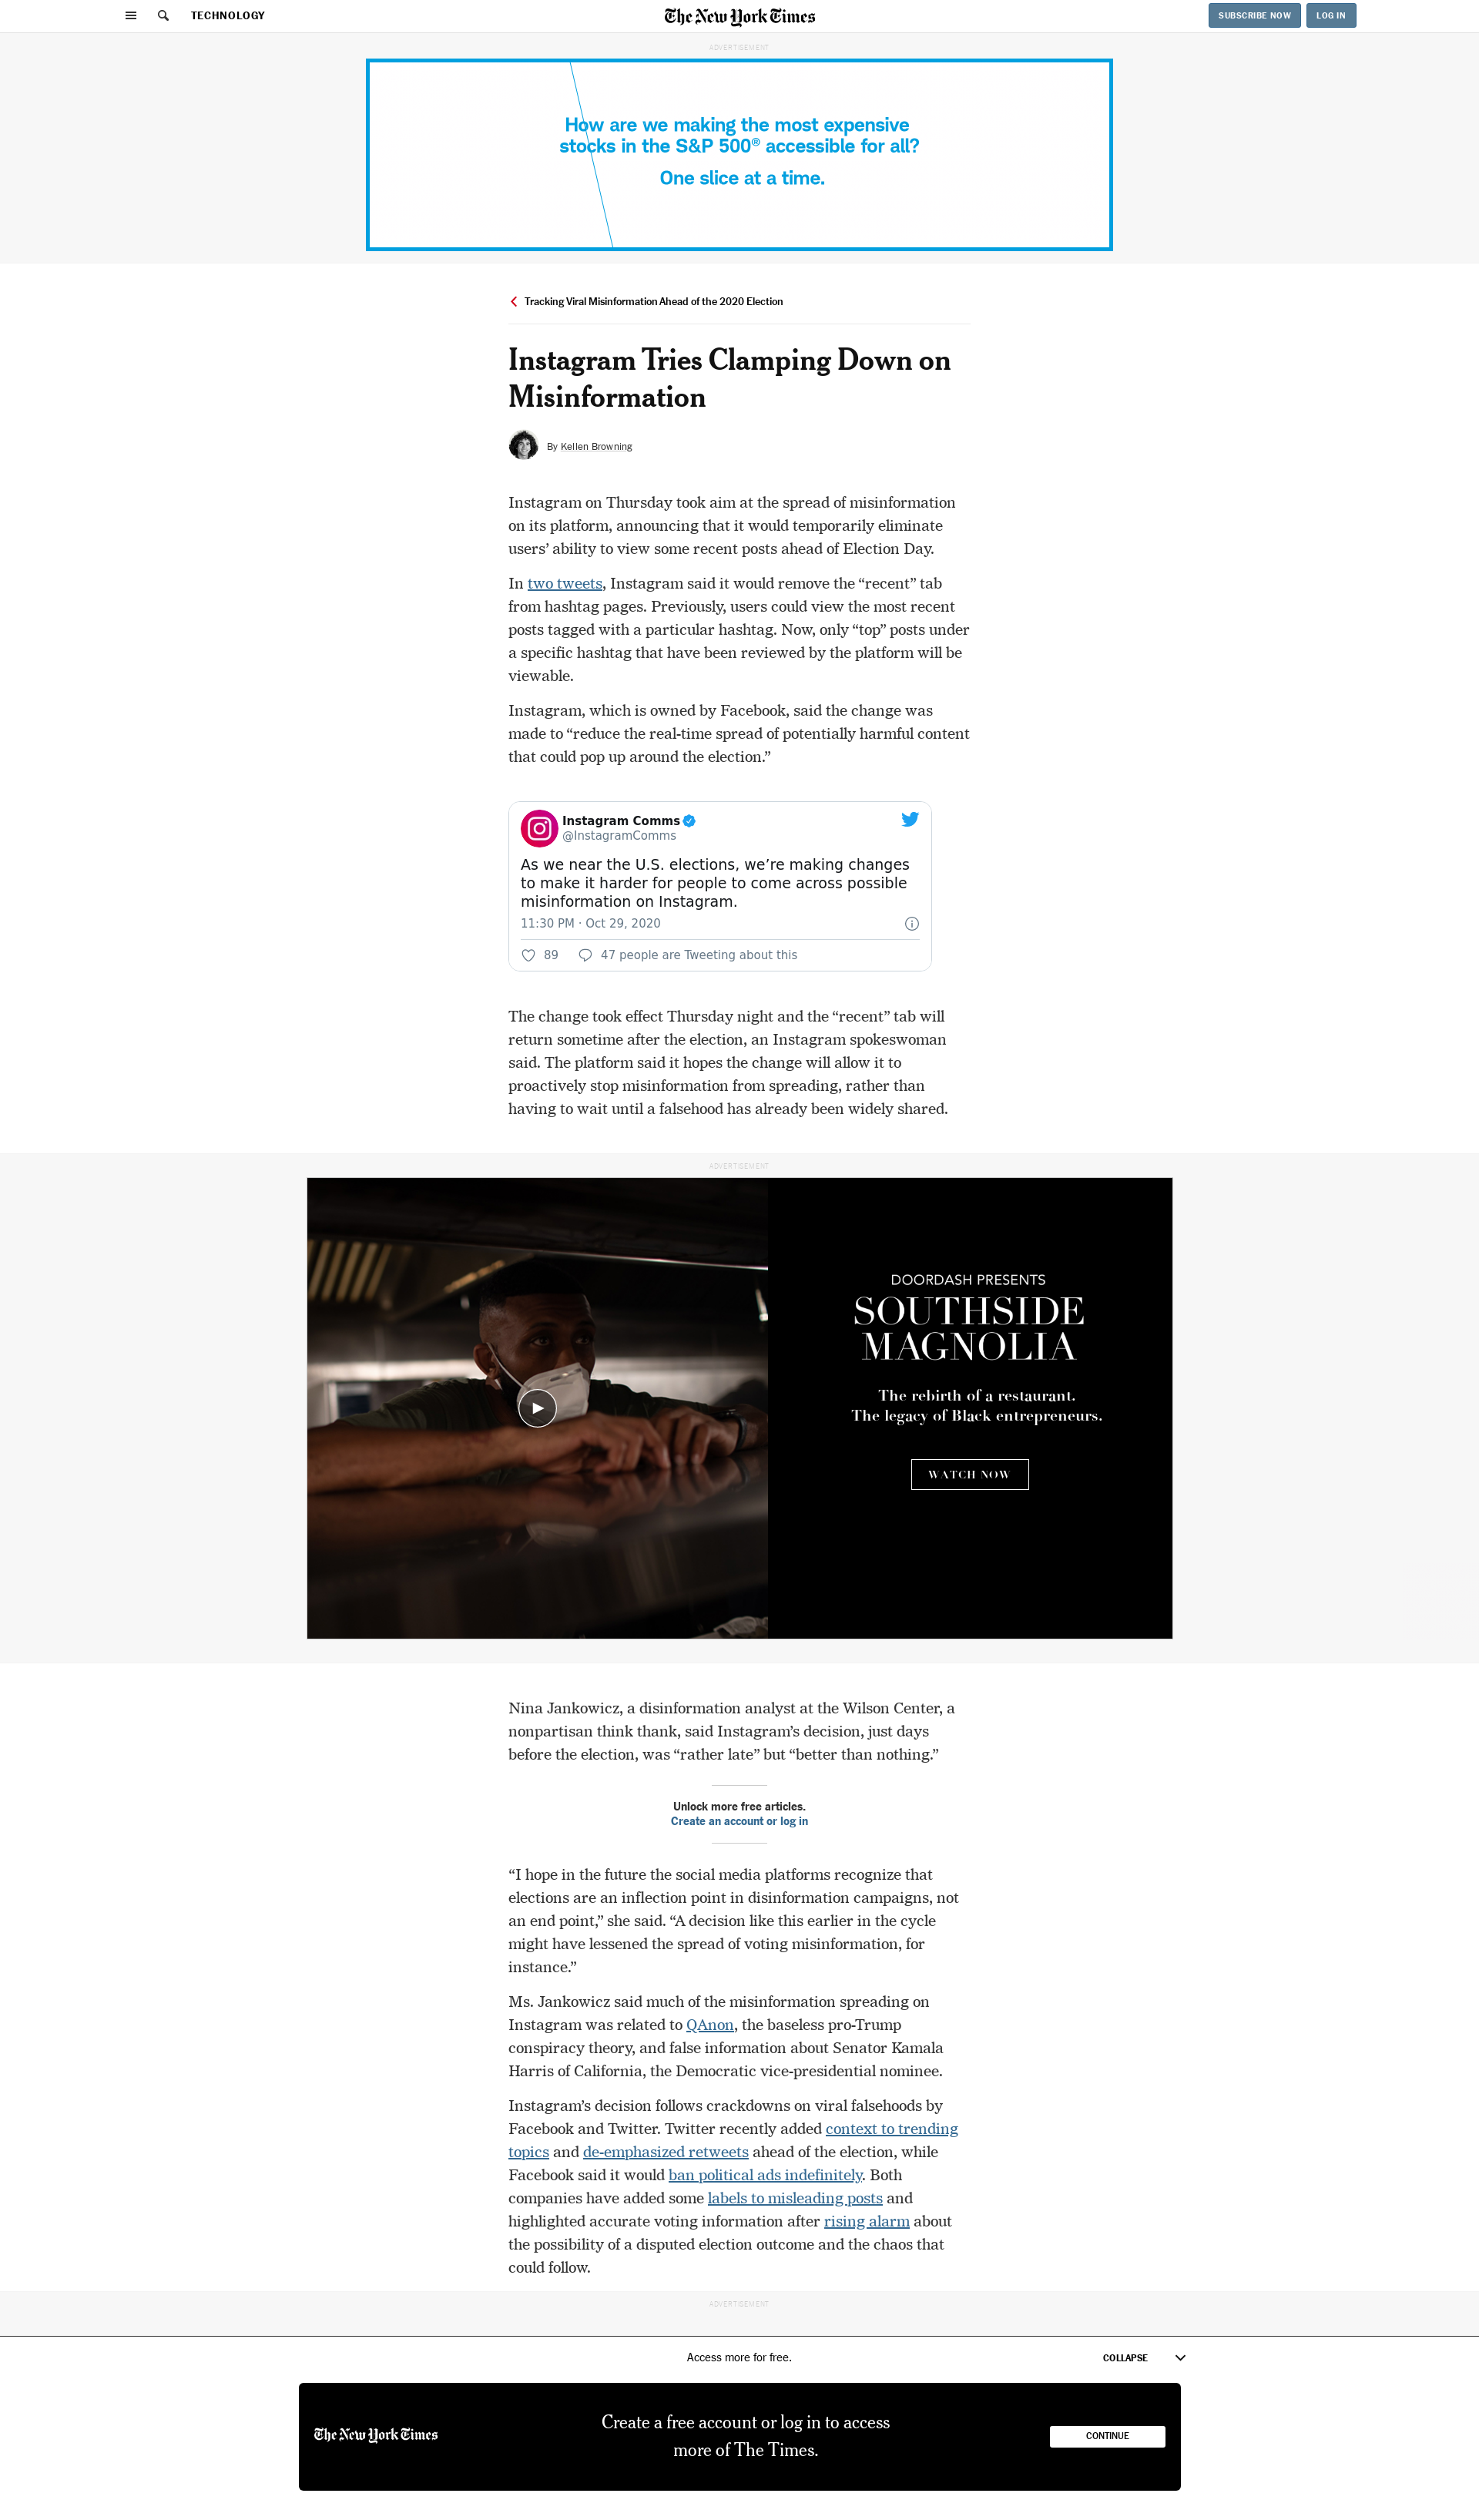 TECHNOLOGY
The New York Times
SUBSCRIBE NOW
LOG IN
ADVERTISEMENT
How are we making the most expensive
stocks in the S&P 500® accessible for all?
One slice at a time.
Tracking Viral Misinformation Ahead of the 2020 Election
Instagram Tries Clamping Down on
Misinformation
By Kellen Browning
Instagram on Thursday took aim at the spread of misinformation
on its platform, announcing that it would temporarily eliminate
users’ ability to view some recent posts ahead of Election Day.
In two tweets, Instagram said it would remove the “recent” tab
from hashtag pages. Previously, users could view the most recent
posts tagged with a particular hashtag. Now, only “top” posts under
a specific hashtag that have been reviewed by the platform will be
viewable.
Instagram, which is owned by Facebook, said the change was
made to “reduce the real-time spread of potentially harmful content
that could pop up around the election.”
Instagram Comms
@InstagramComms
As we near the U.S. elections, we’re making changes
to make it harder for people to come across possible
misinformation on Instagram.
11:30 PM · Oct 29, 2020
89
47 people are Tweeting about this
The change took effect Thursday night and the “recent” tab will
return sometime after the election, an Instagram spokeswoman
said. The platform said it hopes the change will allow it to
proactively stop misinformation from spreading, rather than
having to wait until a falsehood has already been widely shared.
ADVERTISEMENT
DOORDASH PRESENTS
SOUTHSIDE
MAGNOLIA
The rebirth of a restaurant.
The legacy of Black entrepreneurs.
WATCH NOW
Nina Jankowicz, a disinformation analyst at the Wilson Center, a
nonpartisan think thank, said Instagram’s decision, just days
before the election, was “rather late” but “better than nothing.”
Unlock more free articles.
Create an account or log in
“I hope in the future the social media platforms recognize that
elections are an inflection point in disinformation campaigns, not
an end point,” she said. “A decision like this earlier in the cycle
might have lessened the spread of voting misinformation, for
instance.”
Ms. Jankowicz said much of the misinformation spreading on
Instagram was related to QAnon, the baseless pro-Trump
conspiracy theory, and false information about Senator Kamala
Harris of California, the Democratic vice-presidential nominee.
Instagram’s decision follows crackdowns on viral falsehoods by
Facebook and Twitter. Twitter recently added context to trending
topics and de-emphasized retweets ahead of the election, while
Facebook said it would ban political ads indefinitely. Both
companies have added some labels to misleading posts and
highlighted accurate voting information after rising alarm about
the possibility of a disputed election outcome and the chaos that
could follow.
ADVERTISEMENT
Access more for free.
COLLAPSE
The New York Times
Create a free account or log in to access
more of The Times.
CONTINUE